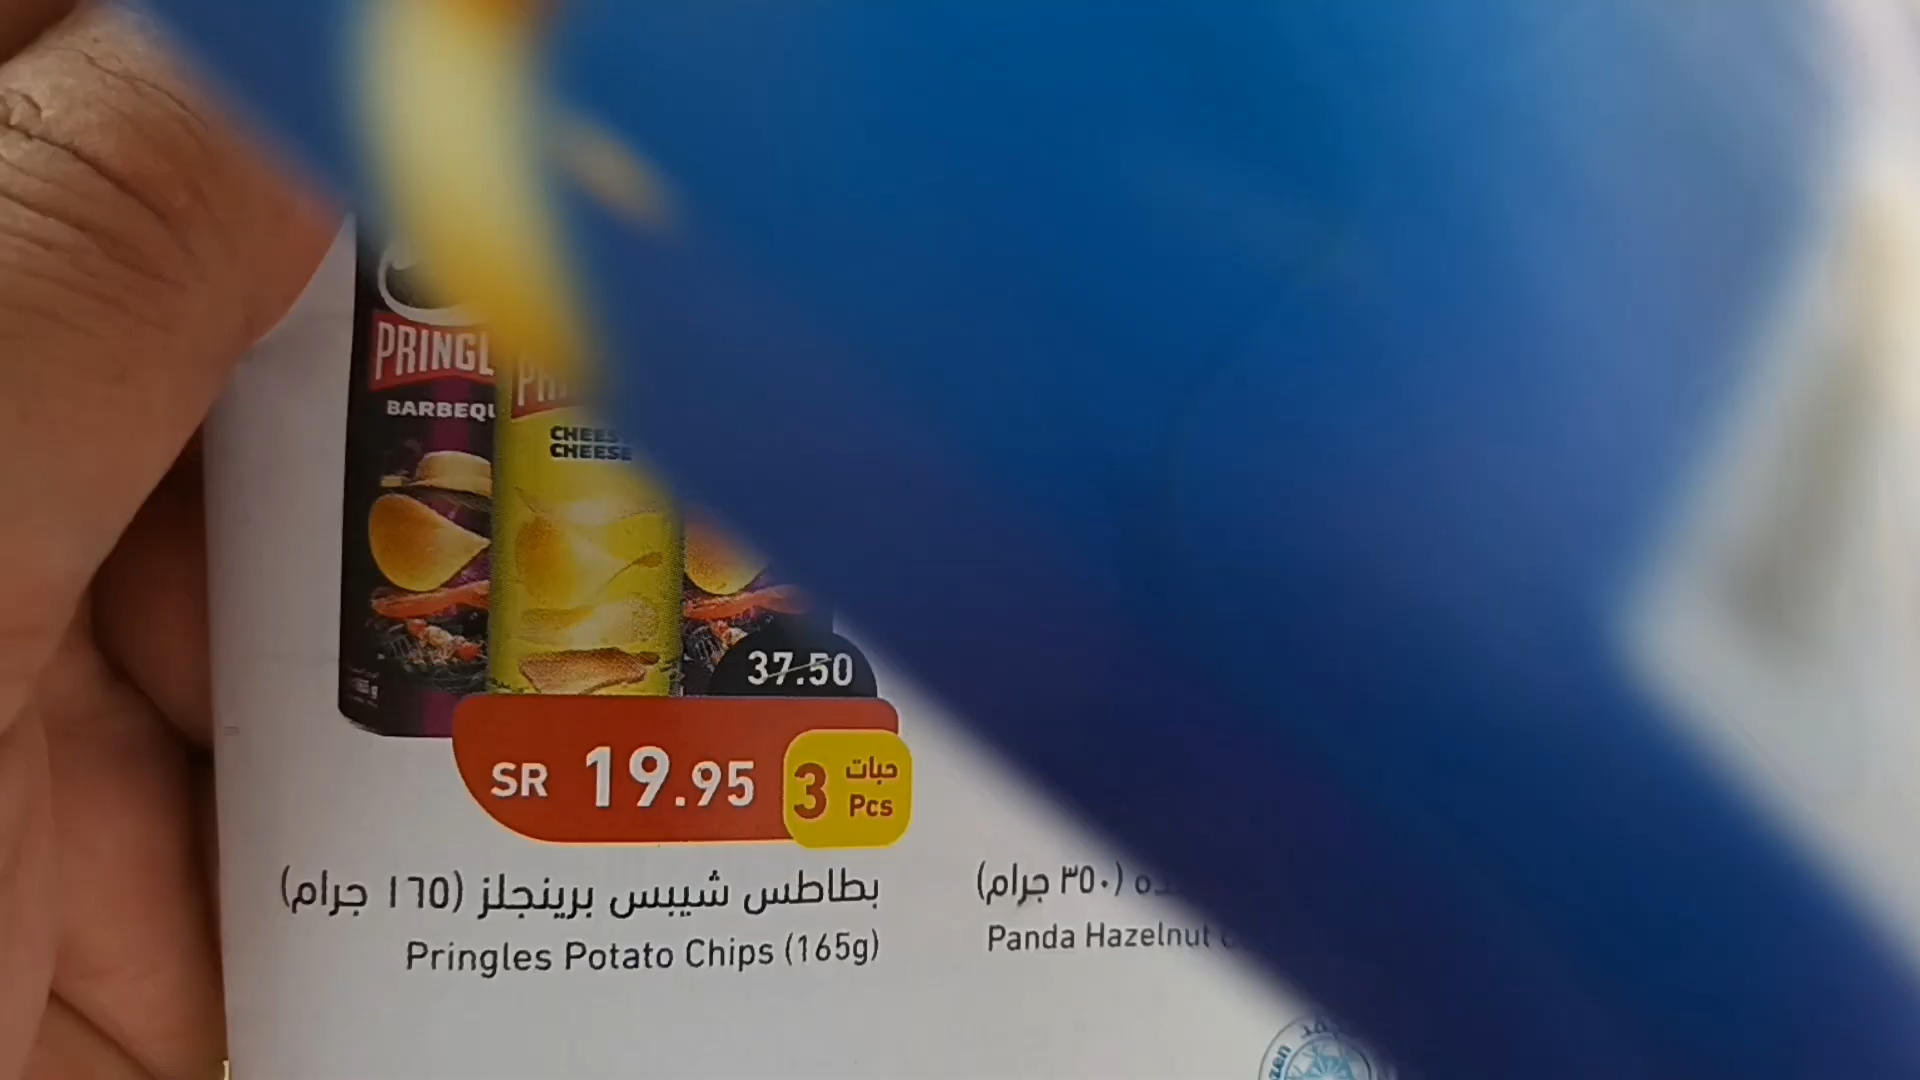 PRINGL
BARBEQU
CHEESY
CHEESE
37.50
SR 19.95
3 حبات
Pcs
بطاطس شيبس برينجلز (١٦٥ جرام)
Pringles Potato Chips (165g)
(٣٥٠ جرام)
Panda Hazelnut